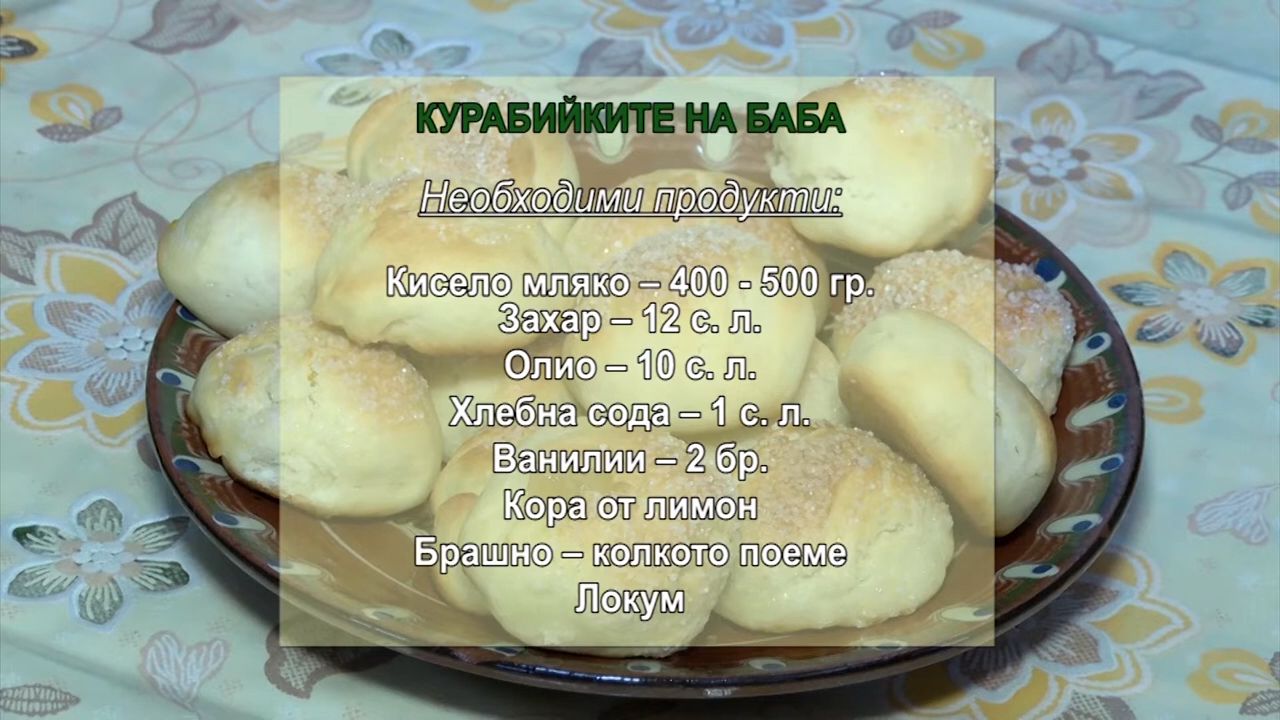 КУРАБИЙКИТЕ НА БАБА
Необходими продукти:
Кисело мляко – 400 - 500 гр.
Захар – 12 с. л.
Олио – 10 с. л.
Хлебна сода – 1 с. л.
Ванилии – 2 бр.
Кора от лимон
Брашно – колкото поеме
Локум